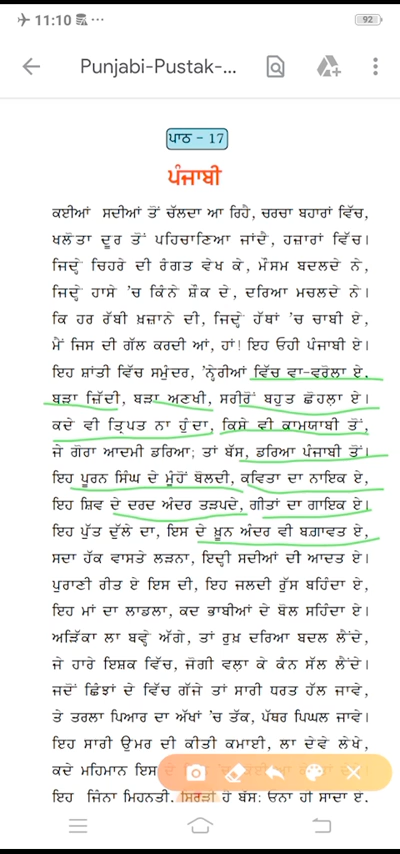 11:10
92
Punjabi-Pustak-...
ਪਾਠ - 17
ਪੰਜਾਬੀ
ਕਈਆਂ ਸਦੀਆਂ ਤੋਂ ਚੱਲਦਾ ਆ ਰਿਹੈ, ਚਰਚਾ ਬਹਾਰਾਂ ਵਿੱਚ,
ਖਲੋਤਾ ਦੂਰ ਤੋਂ ਪਹਿਚਾਣਿਆ ਜਾਂਦੈ, ਹਜ਼ਾਰਾਂ ਵਿੱਚ।
ਜਿਦ੍ਹੇ ਚਿਹਰੇ ਦੀ ਰੰਗਤ ਵੇਖ ਕੇ, ਮੌਸਮ ਬਦਲਦੇ ਨੇ,
ਜਿਦ੍ਹੇ ਹਾਸੇ 'ਚ ਕਿੰਨੇ ਸ਼ੌਕ ਦੇ, ਦਰਿਆ ਮਚਲਦੇ ਨੇ।
ਕਿ ਹਰ ਰੱਬੀ ਖ਼ਜ਼ਾਨੇ ਦੀ, ਜਿਦ੍ਹੇ ਹੱਥਾਂ 'ਚ ਚਾਬੀ ਏ,
ਮੈਂ ਜਿਸ ਦੀ ਗੱਲ ਕਰਦੀ ਆਂ, ਹਾਂ! ਇਹ ਓਹੀ ਪੰਜਾਬੀ ਏ।
ਇਹ ਸ਼ਾਂਤੀ ਵਿੱਚ ਸਮੁੰਦਰ, 'ਨ੍ਹੇਰੀਆਂ ਵਿੱਚ ਵਾ-ਵਰੋਲਾ ਏ,
ਬੜਾ ਜ਼ਿੱਦੀ, ਬੜਾ ਅਣਖੀ, ਸਰੀਰੋਂ ਬਹੁਤ ਛੋਹਲਾ ਏ।
ਕਦੇ ਵੀ ਤ੍ਰਿਪਤ ਨਾ ਹੁੰਦਾ, ਕਿਸੇ ਵੀ ਕਾਮਯਾਬੀ ਤੋਂ,
ਜੇ ਗੋਰਾ ਆਦਮੀ ਡਰਿਆ; ਤਾਂ ਬੱਸ, ਡਰਿਆ ਪੰਜਾਬੀ ਤੋਂ।
ਇਹ ਪੂਰਨ ਸਿੰਘ ਦੇ ਮੂੰਹੋਂ ਬੋਲਦੀ, ਕਵਿਤਾ ਦਾ ਨਾਇਕ ਏ,
ਇਹ ਸ਼ਿਵ ਦੇ ਦਰਦ ਅੰਦਰ ਤੜਪਦੇ, ਗੀਤਾਂ ਦਾ ਗਾਇਕ ਏ।
ਇਹ ਪੁੱਤ ਦੁੱਲੇ ਦਾ, ਇਸ ਦੇ ਖ਼ੂਨ ਅੰਦਰ ਵੀ ਬਗ਼ਾਵਤ ਏ,
ਸਦਾ ਹੱਕ ਵਾਸਤੇ ਲੜਨਾ, ਇਦ੍ਹੀ ਸਦੀਆਂ ਦੀ ਆਦਤ ਏ।
ਪੁਰਾਣੀ ਰੀਤ ਏ ਇਸ ਦੀ, ਇਹ ਜਲਦੀ ਰੁੱਸ ਬਹਿੰਦਾ ਏ,
ਇਹ ਮਾਂ ਦਾ ਲਾਡਲਾ, ਕਦ ਭਾਬੀਆਂ ਦੇ ਬੋਲ ਸਹਿੰਦਾ ਏ।
ਅੜਿੱਕਾ ਲਾ ਬਵ੍ਹੇ ਅੱਗੇ, ਤਾਂ ਰੁਖ਼ ਦਰਿਆ ਬਦਲ ਲੈਂਦੇ,
ਜੇ ਹਾਰੇ ਇਸ਼ਕ ਵਿੱਚ, ਜੋਗੀ ਵਲਾ ਕੇ ਕੰਨ ਸੱਲ ਲੈਂਦੇ।
ਜਦੋਂ ਛਿੰਝਾਂ ਦੇ ਵਿੱਚ ਗੱਜੇ ਤਾਂ ਸਾਰੀ ਧਰਤ ਹੱਲ ਜਾਵੇ,
ਤੇ ਤਰਲਾ ਪਿਆਰ ਦਾ ਅੱਖਾਂ 'ਚ ਤੱਕ, ਪੱਥਰ ਪਿਘਲ ਜਾਵੇ।
ਇਹ ਸਾਰੀ ਉਮਰ ਦੀ ਕੀਤੀ ਕਮਾਈ, ਲਾ ਦੇਵੇ ਲੇਖੇ,
ਕਦੇ ਮਹਿਮਾਨ ਇਸ
ਇਹ ਜਿੰਨਾ ਮਿਹਨਤੀ, ਸਿਰੜੀ ਹੈ ਬੱਸ; ਓਨਾ ਹੀ ਸਾਦਾ ਏ,